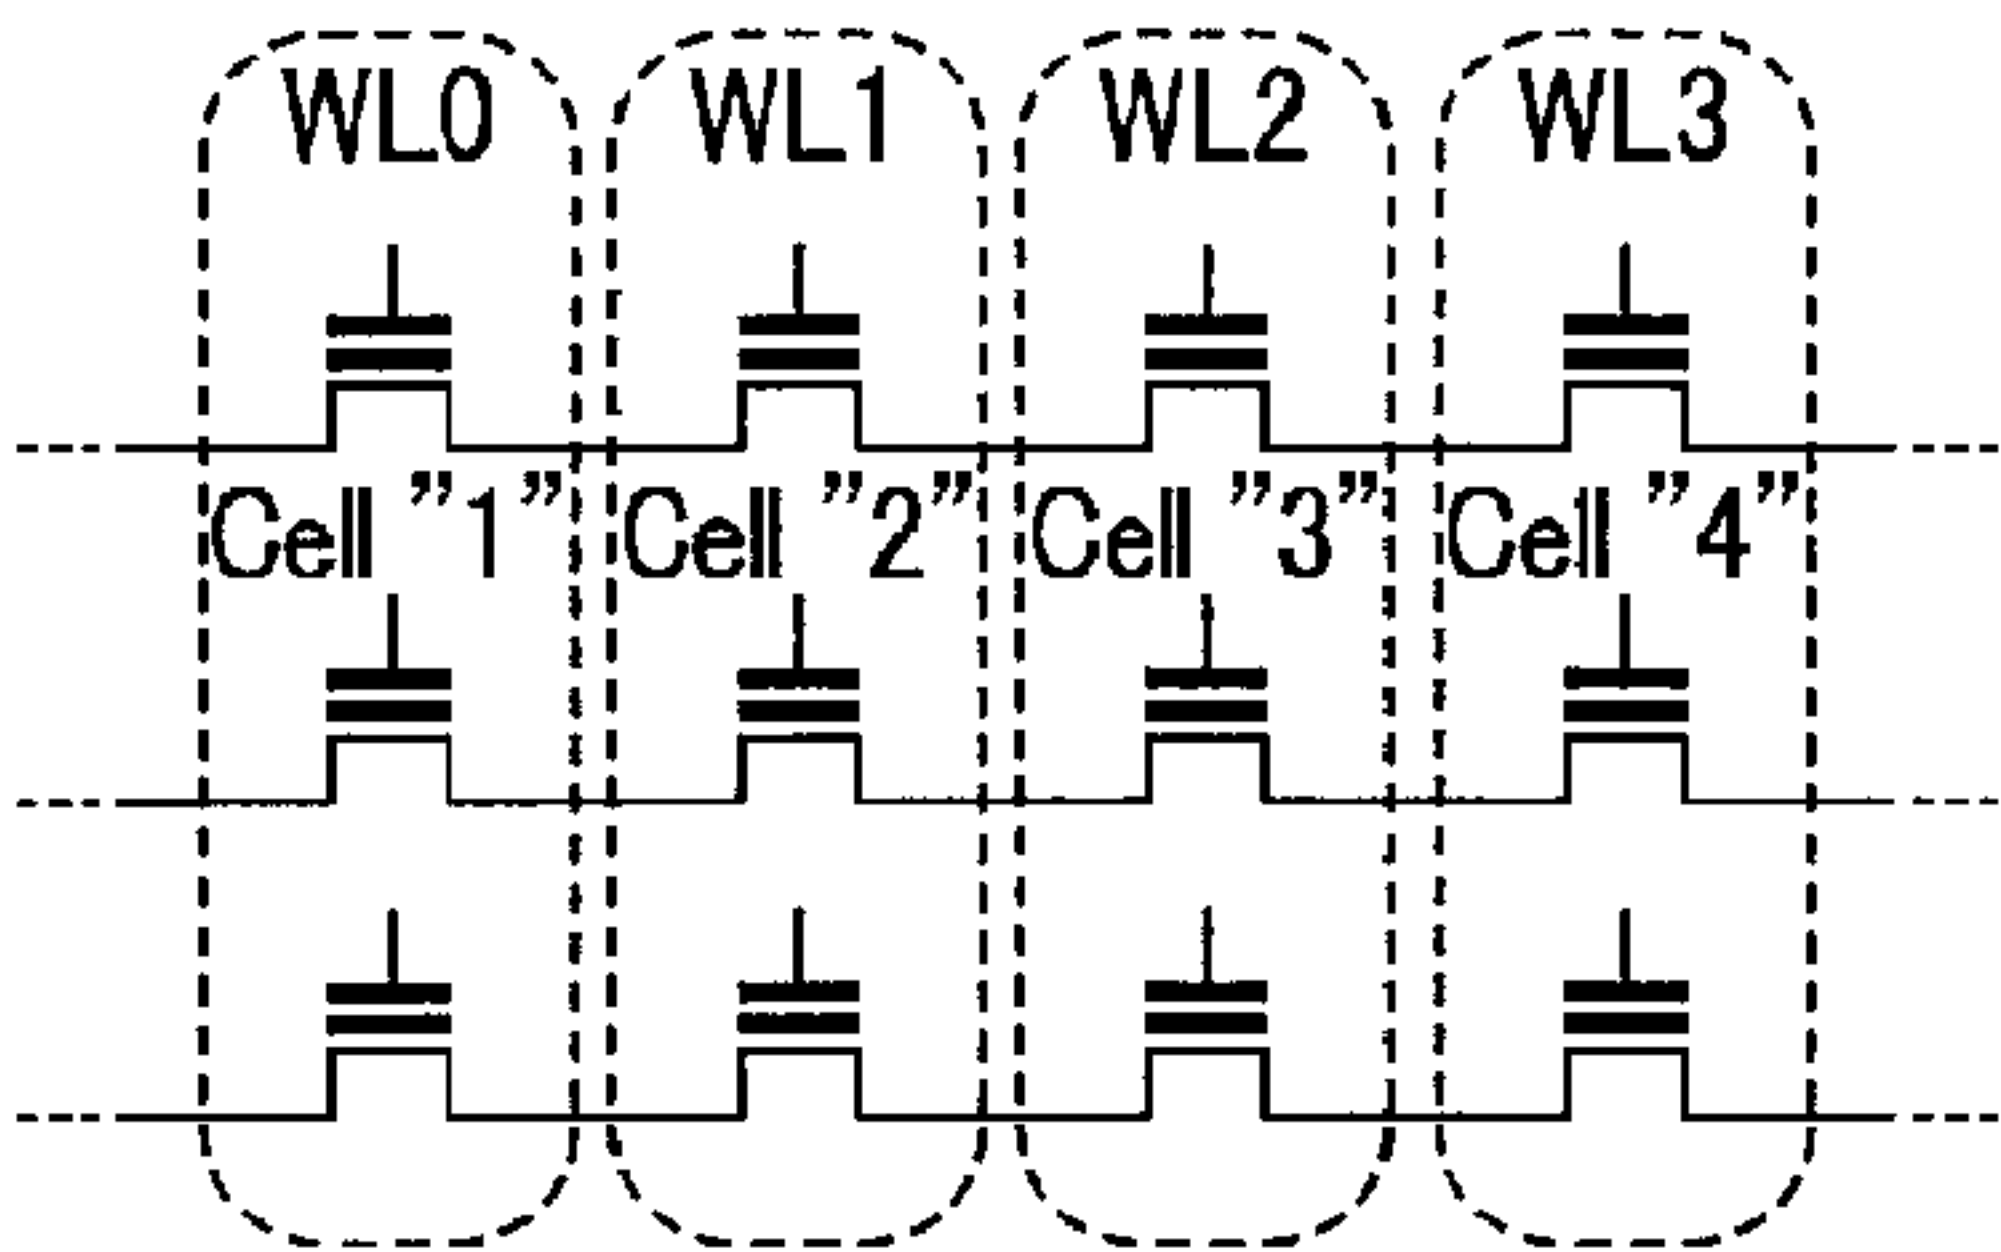 WL0 WL1 WL2 WL3
Cell ”1” Cell ”2” Cell ”3” Cell ”4”